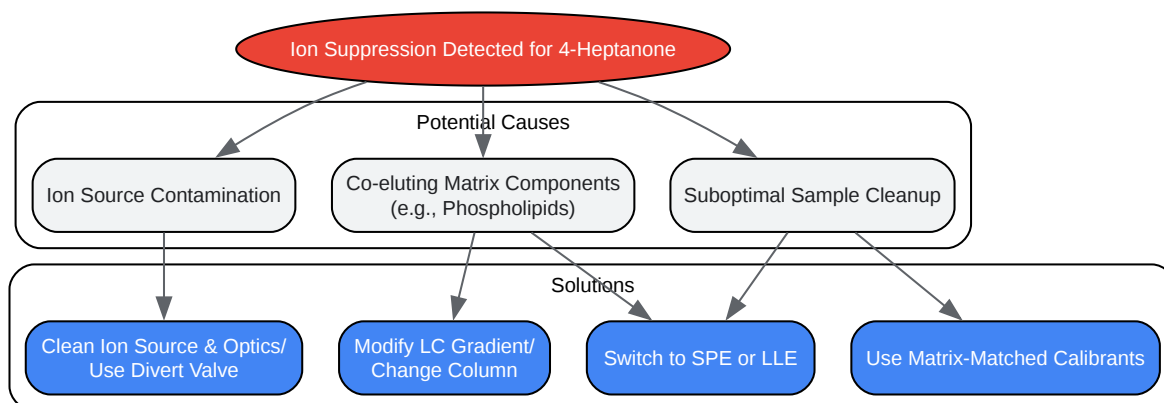 Ion Suppression Detected for 4-Heptanone
Potential Causes
Ion Source Contamination
Co-eluting Matrix Components
(e.g., Phospholipids)
Suboptimal Sample Cleanup
Solutions
Clean Ion Source & Optics/
Use Divert Valve
Modify LC Gradient/
Change Column
Switch to SPE or LLE
Use Matrix-Matched Calibrants